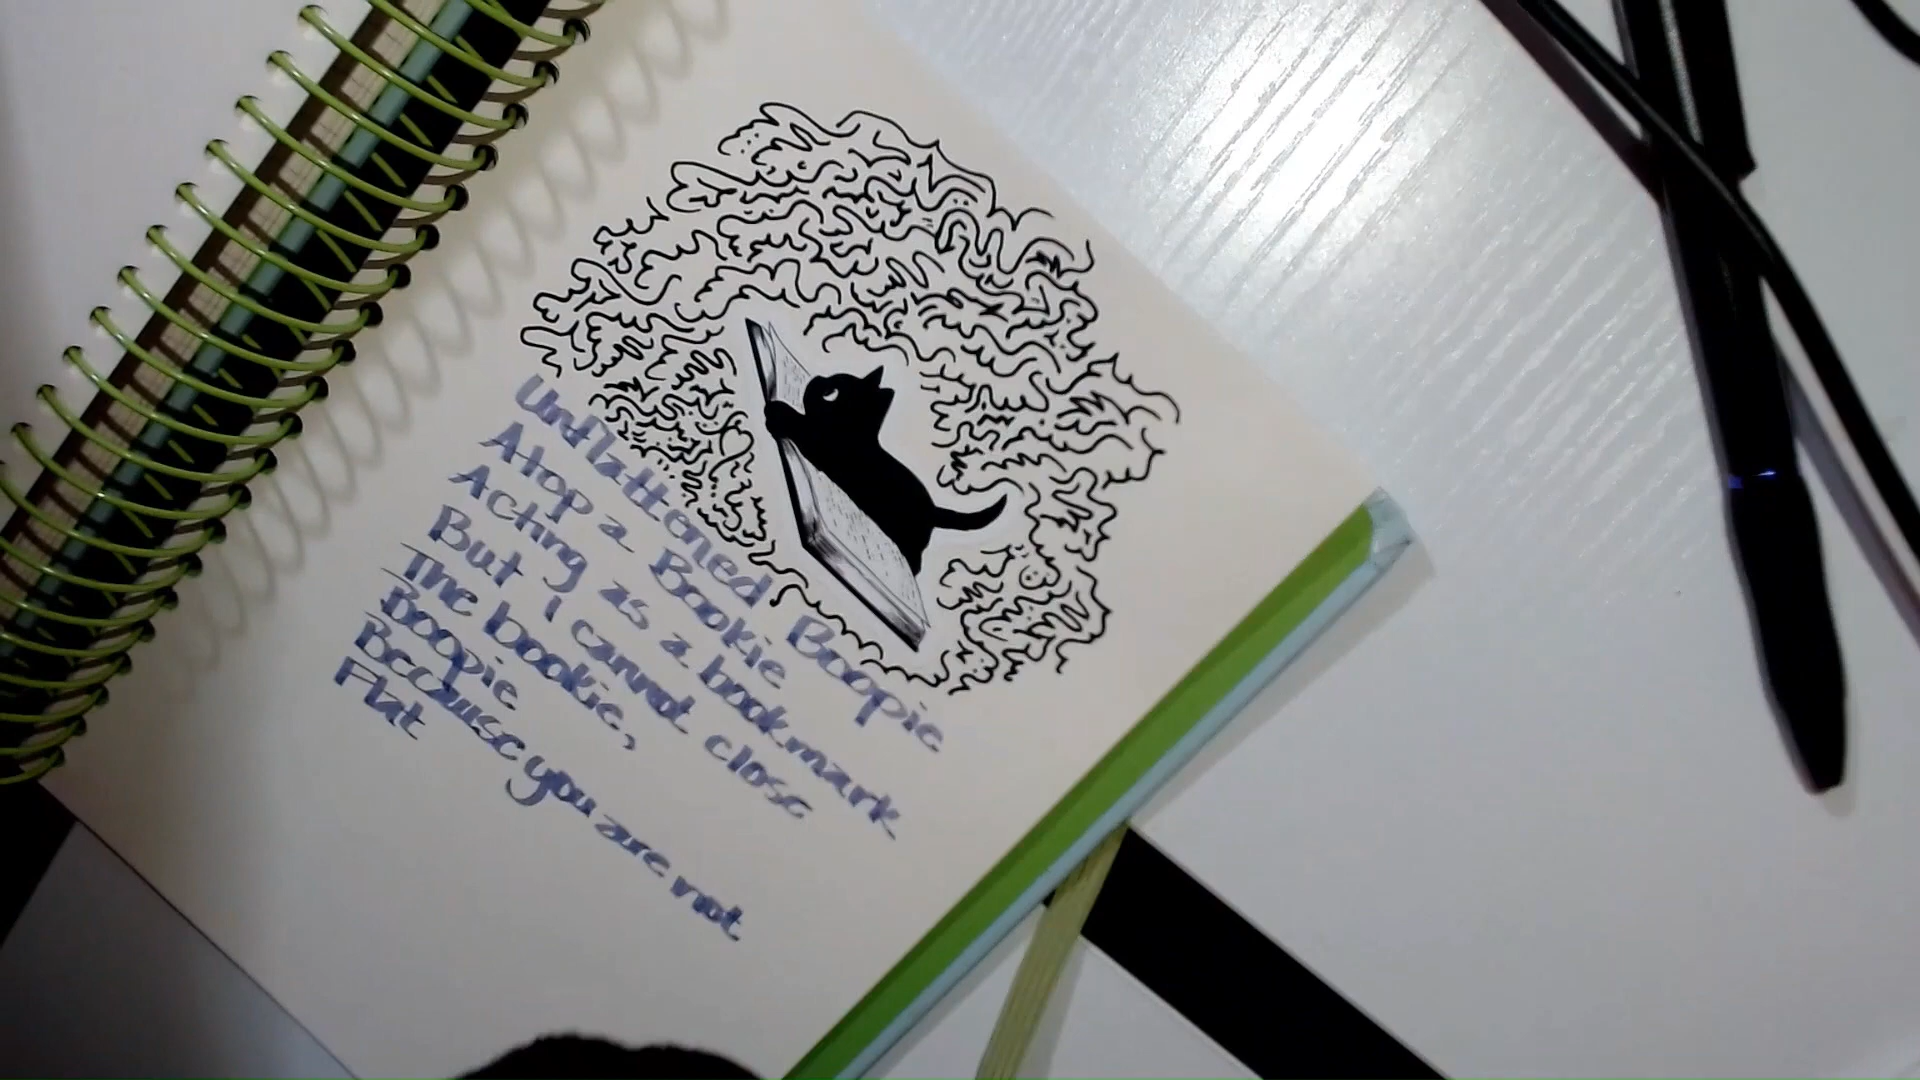 Unflattened Boopie
Atop a Bookie
Acting as a bookmark
But I cannot close
The bookie,
Boopie
Because you are not
Flat